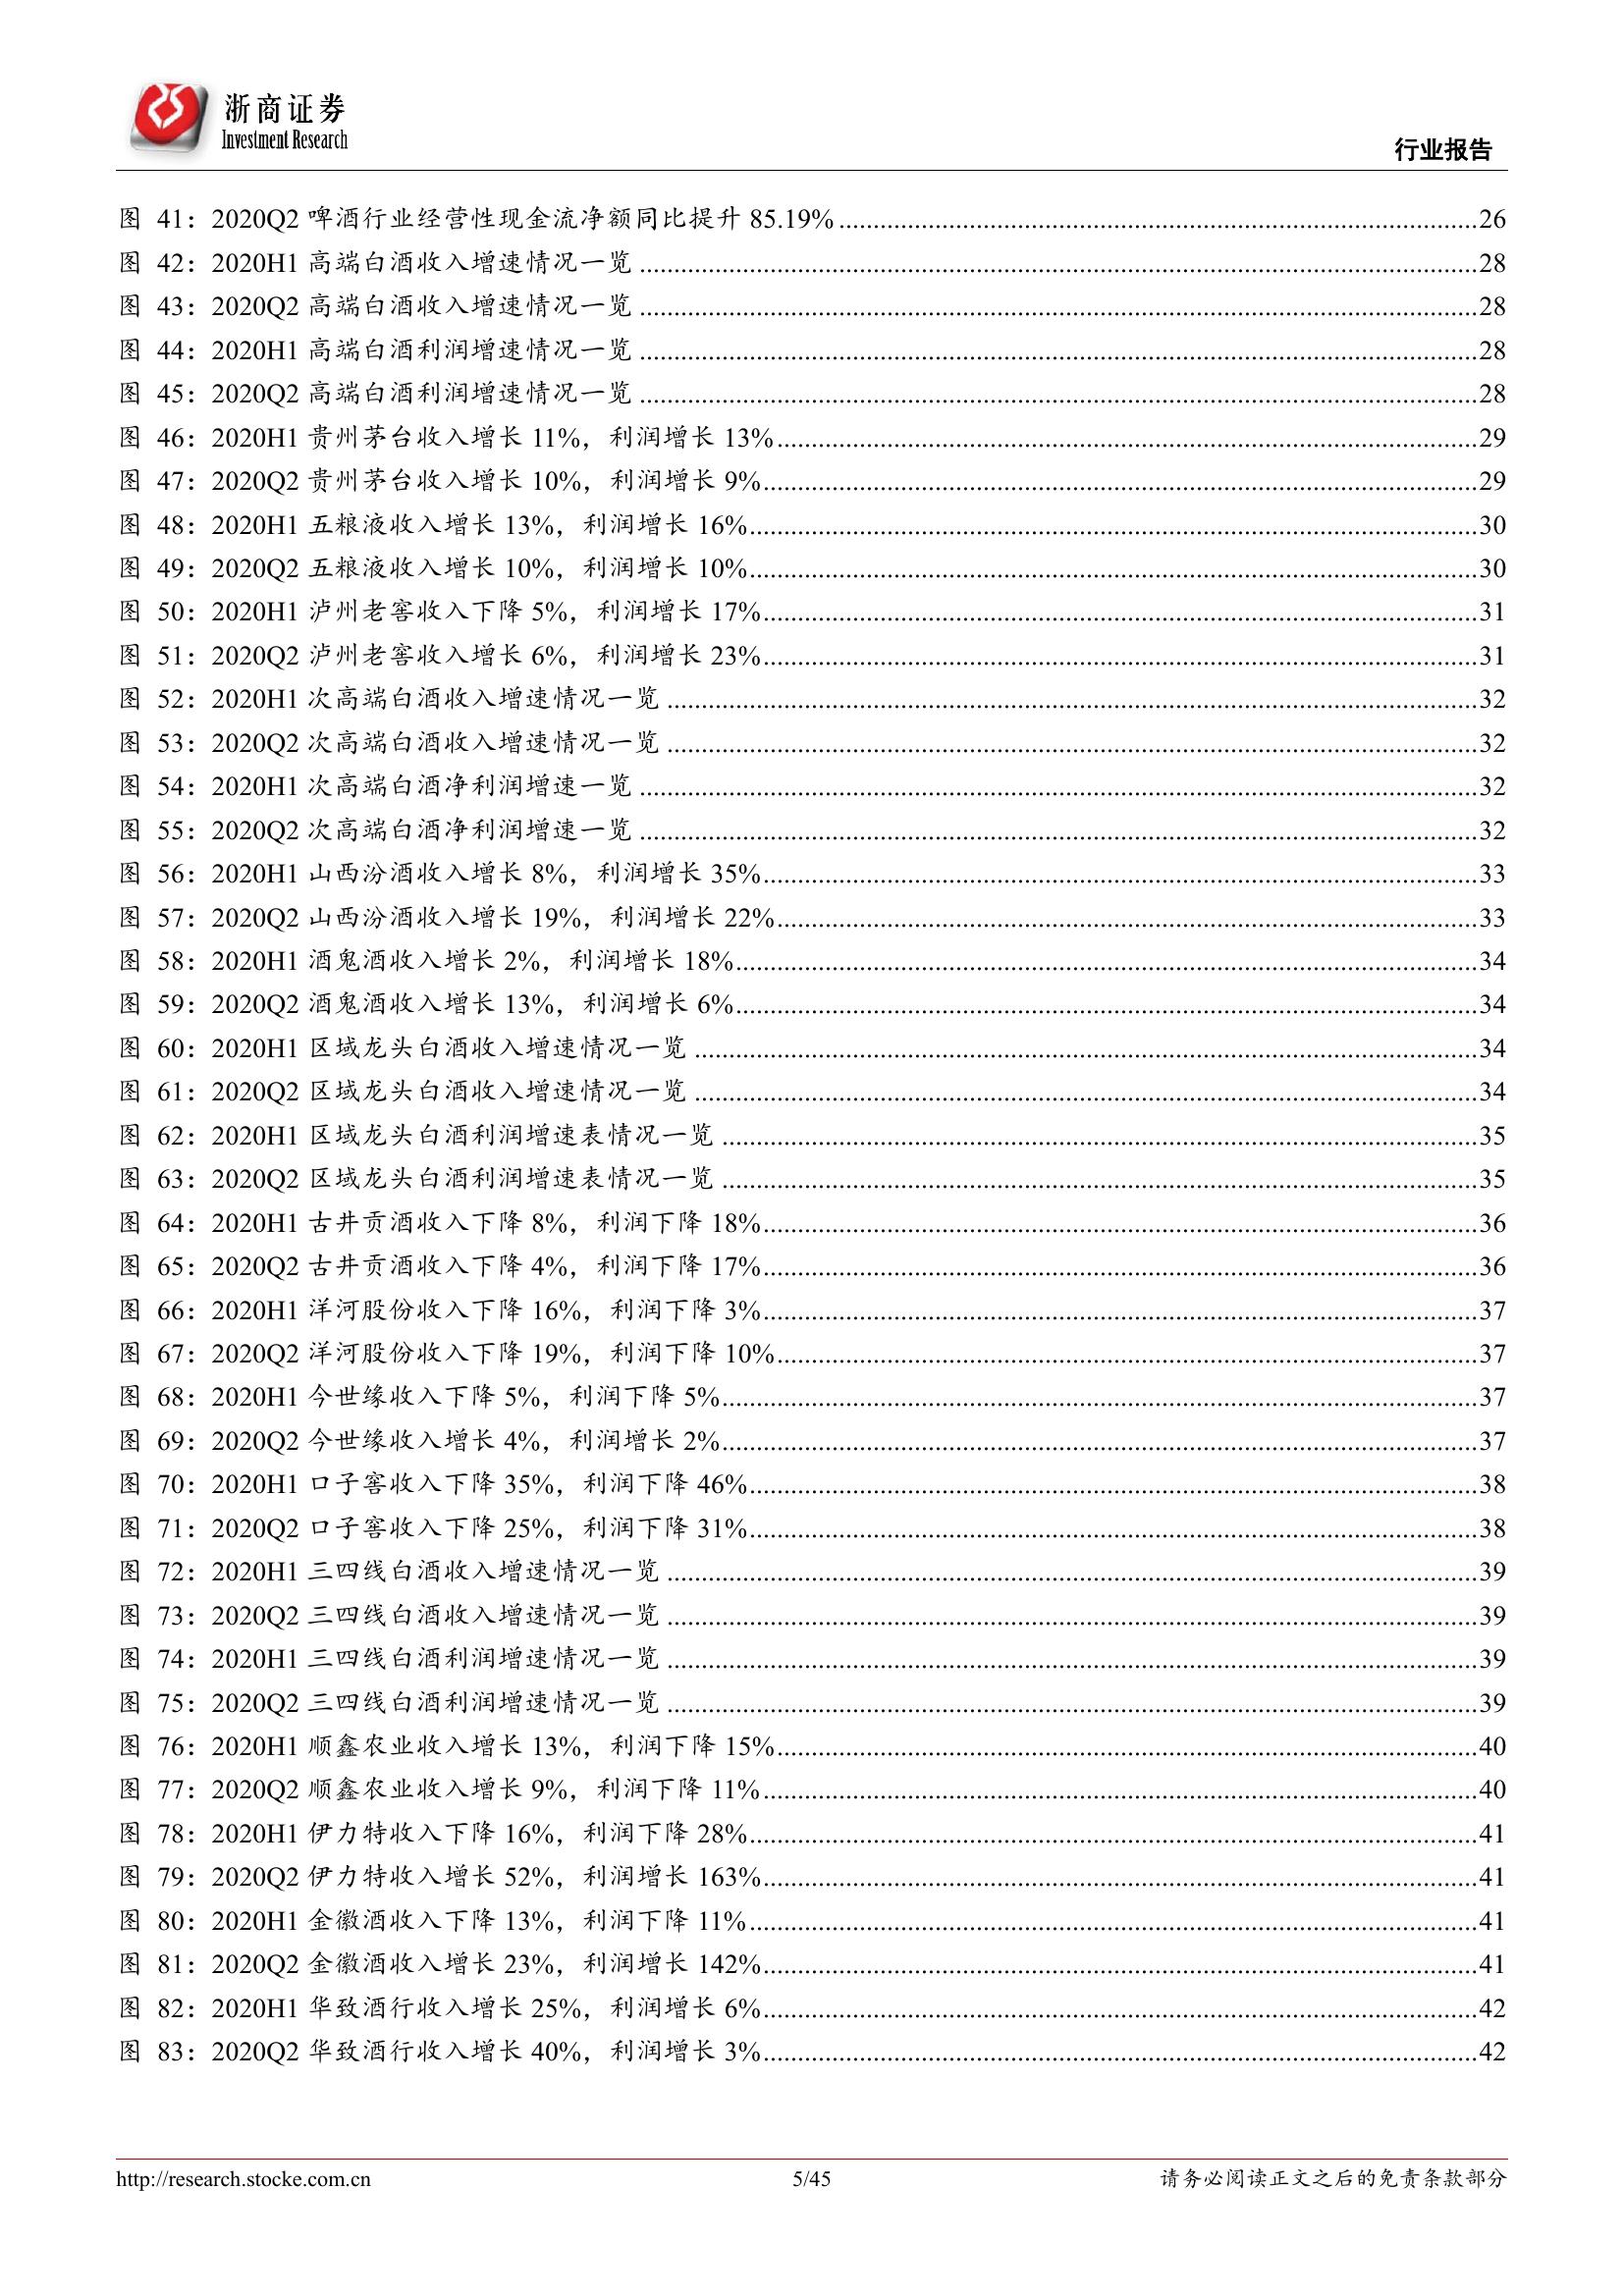 浙商证券
Investment Research
行业报告
图 41：2020Q2 啤酒行业经营性现金流净额同比提升 85.19%......26
图 42：2020H1 高端白酒收入增速情况一览......28
图 43：2020Q2 高端白酒收入增速情况一览......28
图 44：2020H1 高端白酒利润增速情况一览......28
图 45：2020Q2 高端白酒利润增速情况一览......28
图 46：2020H1 贵州茅台收入增长 11%，利润增长 13%......29
图 47：2020Q2 贵州茅台收入增长 10%，利润增长 9%......29
图 48：2020H1 五粮液收入增长 13%，利润增长 16%......30
图 49：2020Q2 五粮液收入增长 10%，利润增长 10%......30
图 50：2020H1 泸州老窖收入下降 5%，利润增长 17%......31
图 51：2020Q2 泸州老窖收入增长 6%，利润增长 23%......31
图 52：2020H1 次高端白酒收入增速情况一览......32
图 53：2020Q2 次高端白酒收入增速情况一览......32
图 54：2020H1 次高端白酒净利润增速一览......32
图 55：2020Q2 次高端白酒净利润增速一览......32
图 56：2020H1 山西汾酒收入增长 8%，利润增长 35%......33
图 57：2020Q2 山西汾酒收入增长 19%，利润增长 22%......33
图 58：2020H1 酒鬼酒收入增长 2%，利润增长 18%......34
图 59：2020Q2 酒鬼酒收入增长 13%，利润增长 6%......34
图 60：2020H1 区域龙头白酒收入增速情况一览......34
图 61：2020Q2 区域龙头白酒收入增速情况一览......34
图 62：2020H1 区域龙头白酒利润增速表情况一览......35
图 63：2020Q2 区域龙头白酒利润增速表情况一览......35
图 64：2020H1 古井贡酒收入下降 8%，利润下降 18%......36
图 65：2020Q2 古井贡酒收入下降 4%，利润下降 17%......36
图 66：2020H1 洋河股份收入下降 16%，利润下降 3%......37
图 67：2020Q2 洋河股份收入下降 19%，利润下降 10%......37
图 68：2020H1 今世缘收入下降 5%，利润下降 5%......37
图 69：2020Q2 今世缘收入增长 4%，利润增长 2%......37
图 70：2020H1 口子窖收入下降 35%，利润下降 46%......38
图 71：2020Q2 口子窖收入下降 25%，利润下降 31%......38
图 72：2020H1 三四线白酒收入增速情况一览......39
图 73：2020Q2 三四线白酒收入增速情况一览......39
图 74：2020H1 三四线白酒利润增速情况一览......39
图 75：2020Q2 三四线白酒利润增速情况一览......39
图 76：2020H1 顺鑫农业收入增长 13%，利润下降 15%......40
图 77：2020Q2 顺鑫农业收入增长 9%，利润下降 11%......40
图 78：2020H1 伊力特收入下降 16%，利润下降 28%......41
图 79：2020Q2 伊力特收入增长 52%，利润增长 163%......41
图 80：2020H1 金徽酒收入下降 13%，利润下降 11%......41
图 81：2020Q2 金徽酒收入增长 23%，利润增长 142%......41
图 82：2020H1 华致酒行收入增长 25%，利润增长 6%......42
图 83：2020Q2 华致酒行收入增长 40%，利润增长 3%......42
http://research.stocke.com.cn 5/45 请务必阅读正文之后的免责条款部分